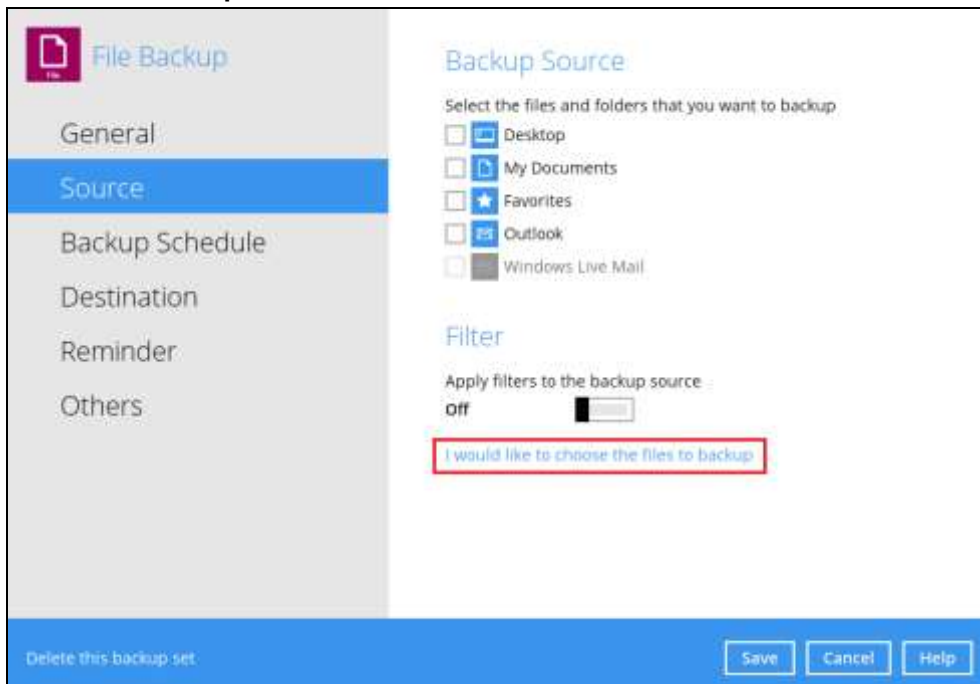 File Backup
File
General
Source
Backup Schedule
Destination
Reminder
Others
Backup Source
Select the files and folders that you want to backup
Desktop
My Documents
Favorites
Outlook
Windows Live Mail
Filter
Apply filters to the backup source
Off
I would like to choose the files to backup
Delete this backup set
Save
Cancel
Help